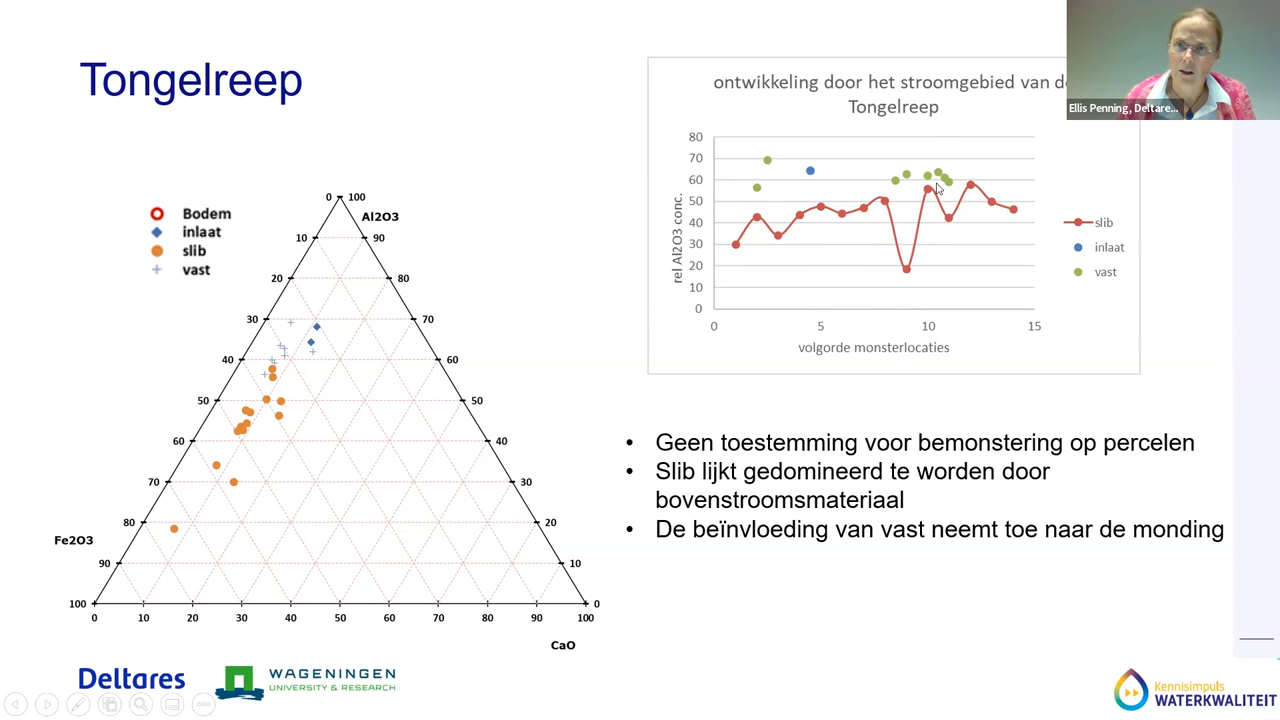 Tongelreep
Bodem
inlaat
slib
vast
0 100
Al2O3
10 90
20 80
30 70
40 60
50 50
60 40
70 30
80 20
Fe2O3
90 10
100 0
0 10 20 30 40 50 60 70 80 90 100
CaO
ontwikkeling door het stroomgebied van de
Tongelreep
80
70
60
50
40
30
20
10
0
rel Al2O3 conc.
0 5 10 15
volgorde monsterlocaties
slib
inlaat
vast
Ellis Penning, Deltare...
• Geen toestemming voor bemonstering op percelen
• Slib lijkt gedomineerd te worden door
bovenstroomsmateriaal
• De beïnvloeding van vast neemt toe naar de monding
Deltares
WAGENINGEN
UNIVERSITY & RESEARCH
Kennisimpuls
WATERKWALITEIT